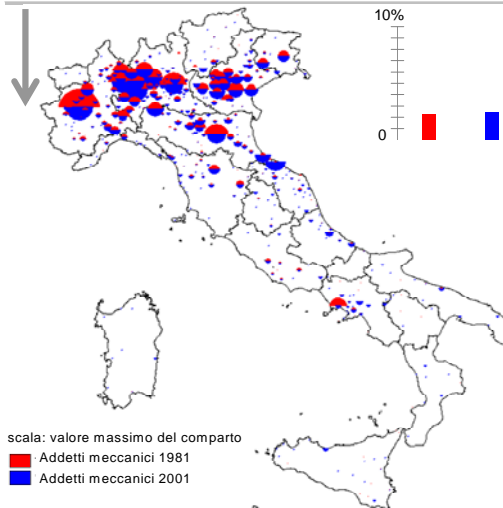 10%
0
scala: valore massimo del comparto
Addetti meccanici 1981
Addetti meccanici 2001